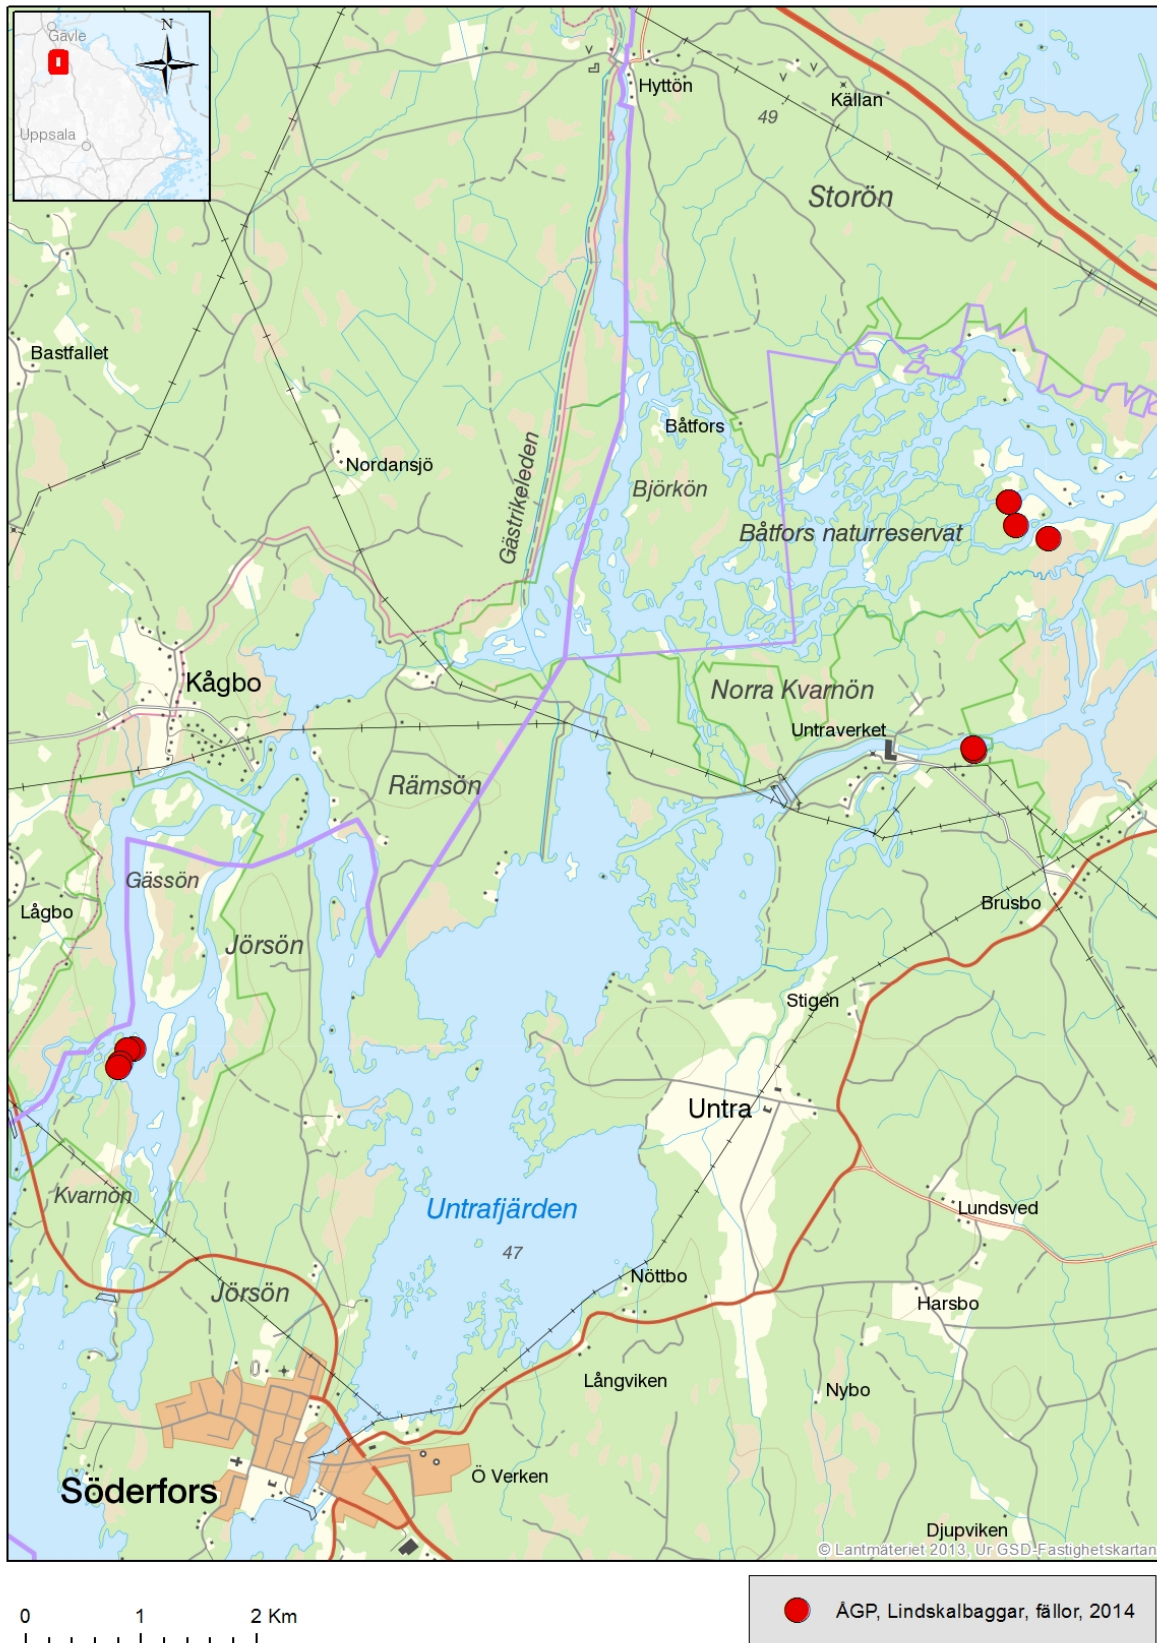 Gävle
N
Uppsala
Hyttön
Källan
49
Storön
Bastfallet
Båtfors
Nordansjö
Gästrikeleden
Björkön
Båtfors naturreservat
Kågbo
Norra Kvarnön
Untraverket
Rämsön
Gässön
Lågbo
Brusbo
Jörsön
Stigen
Untra
Kvarnön
Untrafjärden
Lundsved
47
Nöttbo
Jörsön
Harsbo
Långviken
Nybo
Ö Verken
Söderfors
Djupviken
© Lantmäteriet 2013, Ur GSD-Fastighetskartan
0 1 2 Km
ÅGP, Lindskalbaggar, fällor, 2014